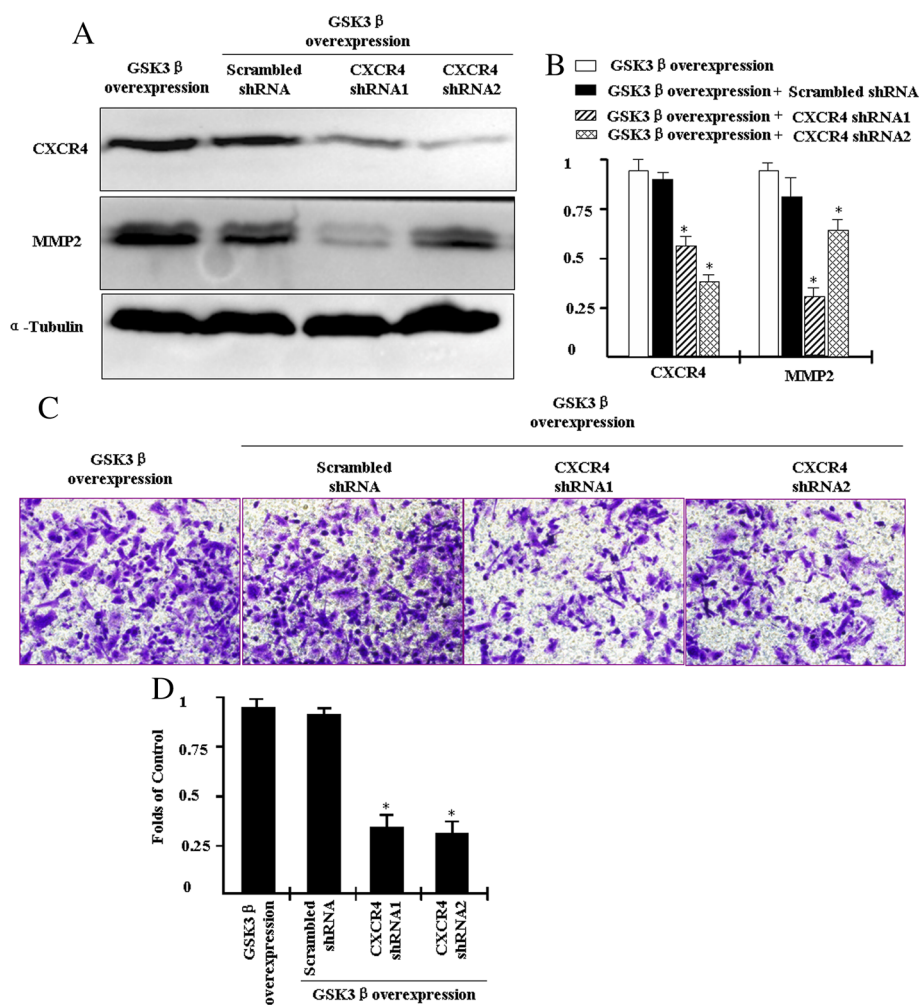 A
GSK3 β
overexpression
GSK3 β
overexpression
Scrambled
shRNA
CXCR4
shRNA1
CXCR4
shRNA2
CXCR4
MMP2
α-Tubulin
B
GSK3 β overexpression
GSK3 β overexpression + Scrambled shRNA
GSK3 β overexpression + CXCR4 shRNA1
GSK3 β overexpression + CXCR4 shRNA2
1
0.75
0.5
0.25
0
*
*
*
*
CXCR4
MMP2
C
GSK3 β
overexpression
GSK3 β
overexpression
Scrambled
shRNA
CXCR4
shRNA1
CXCR4
shRNA2
D
Folds of Control
1
0.75
0.5
0.25
0
*
*
GSK3 β
overexpression
Scrambled
shRNA
CXCR4
shRNA1
CXCR4
shRNA2
GSK3 β overexpression